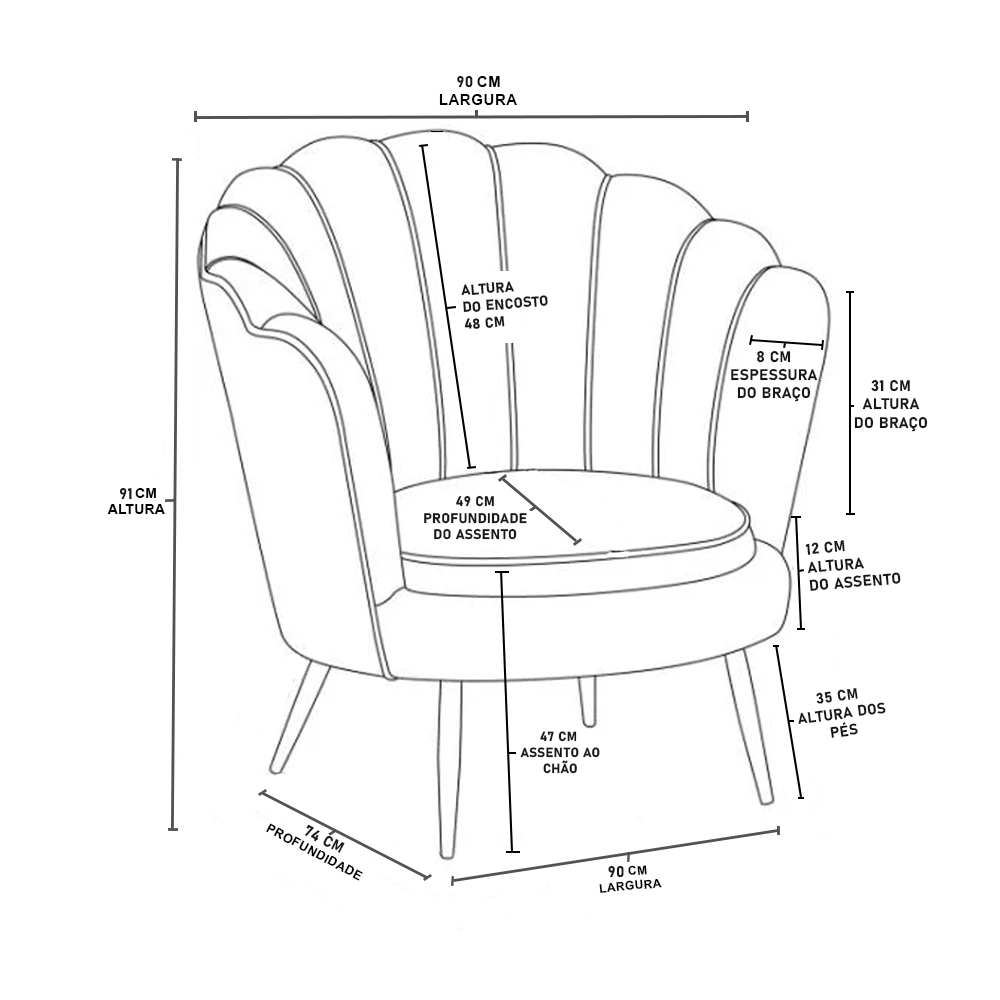 90 CM
LARGURA
ALTURA
DO ENCOSTO
48 CM
8 CM
ESPESSURA
DO BRAÇO
31 CM
ALTURA
DO BRAÇO
91 CM
ALTURA
49 CM
PROFUNDIDADE
DO ASSENTO
12 CM
ALTURA
DO ASSENTO
35 CM
ALTURA DOS
PÉS
47 CM
ASSENTO AO
CHÃO
74 CM
PROFUNDIDADE
90 CM
LARGURA